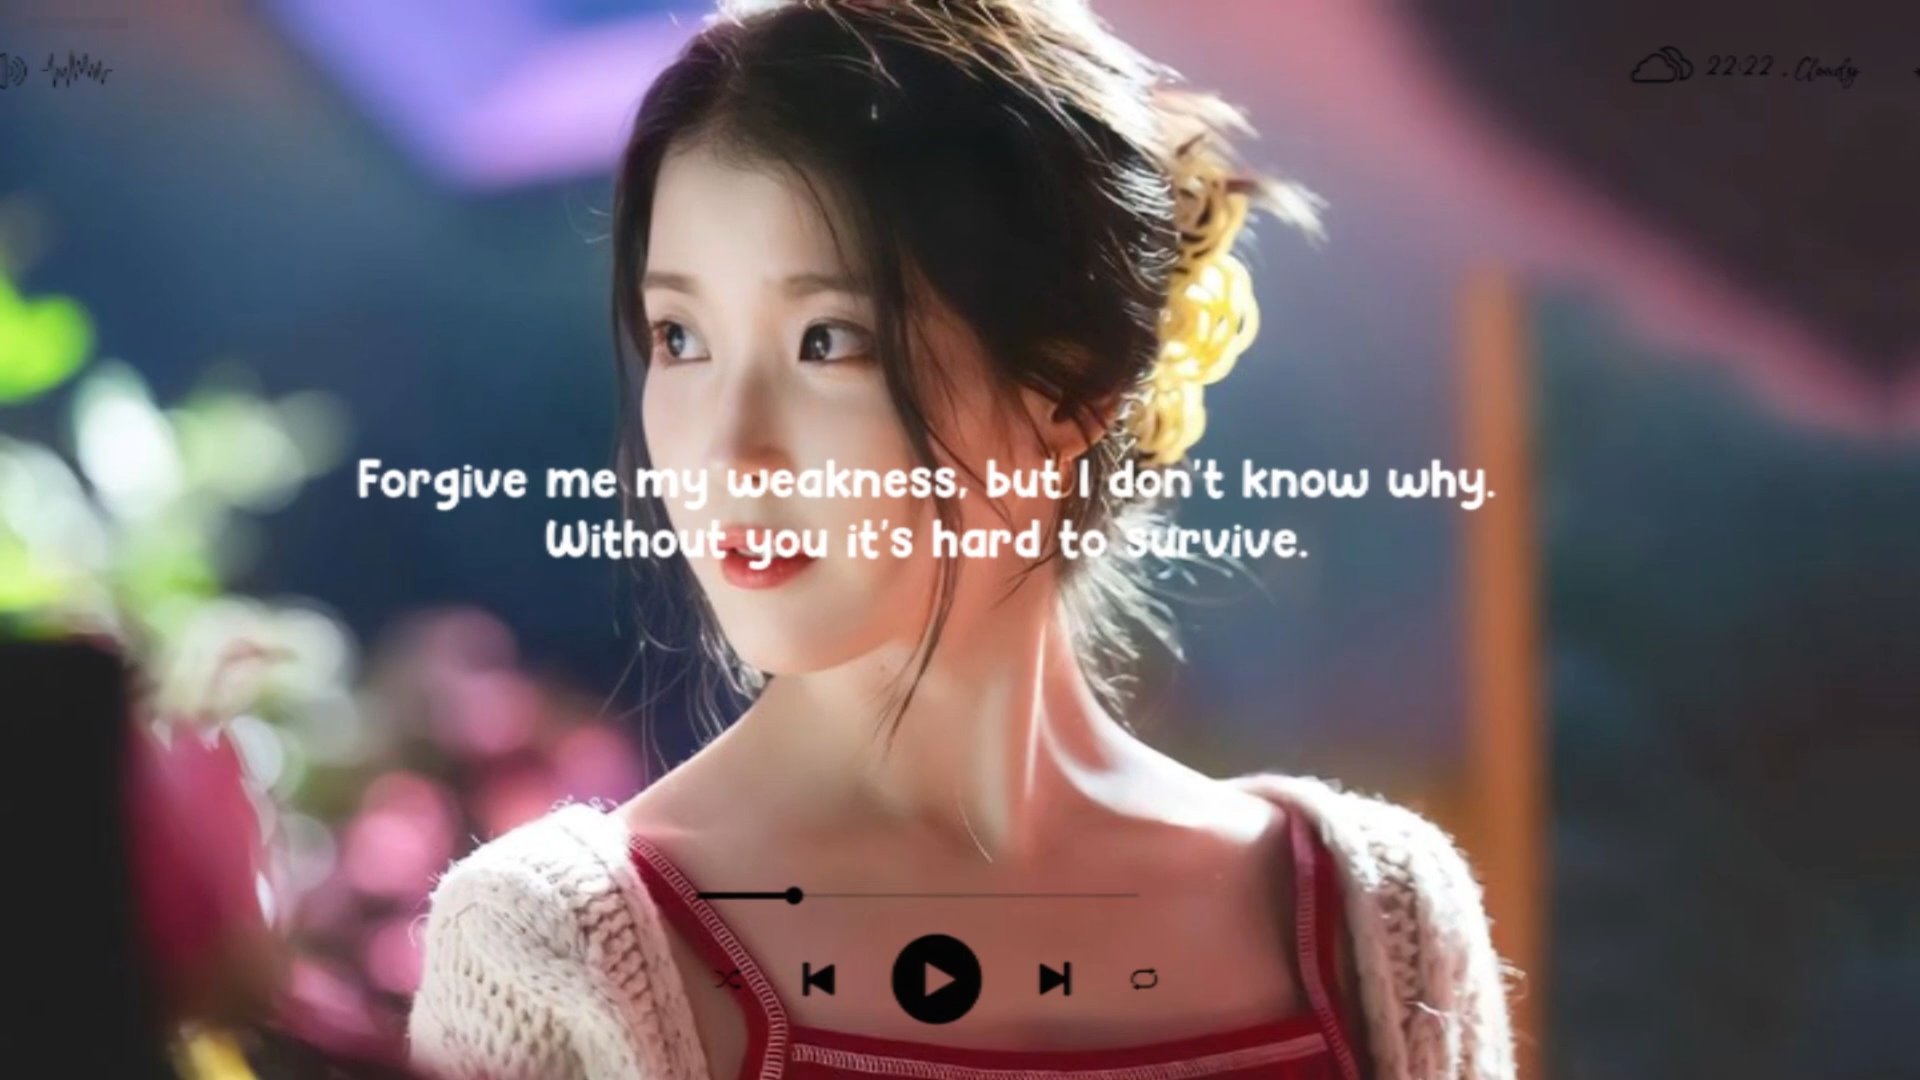 22:22 . Cloudy
Forgive me my weakness, but I don't know why.
Without you it's hard to survive.